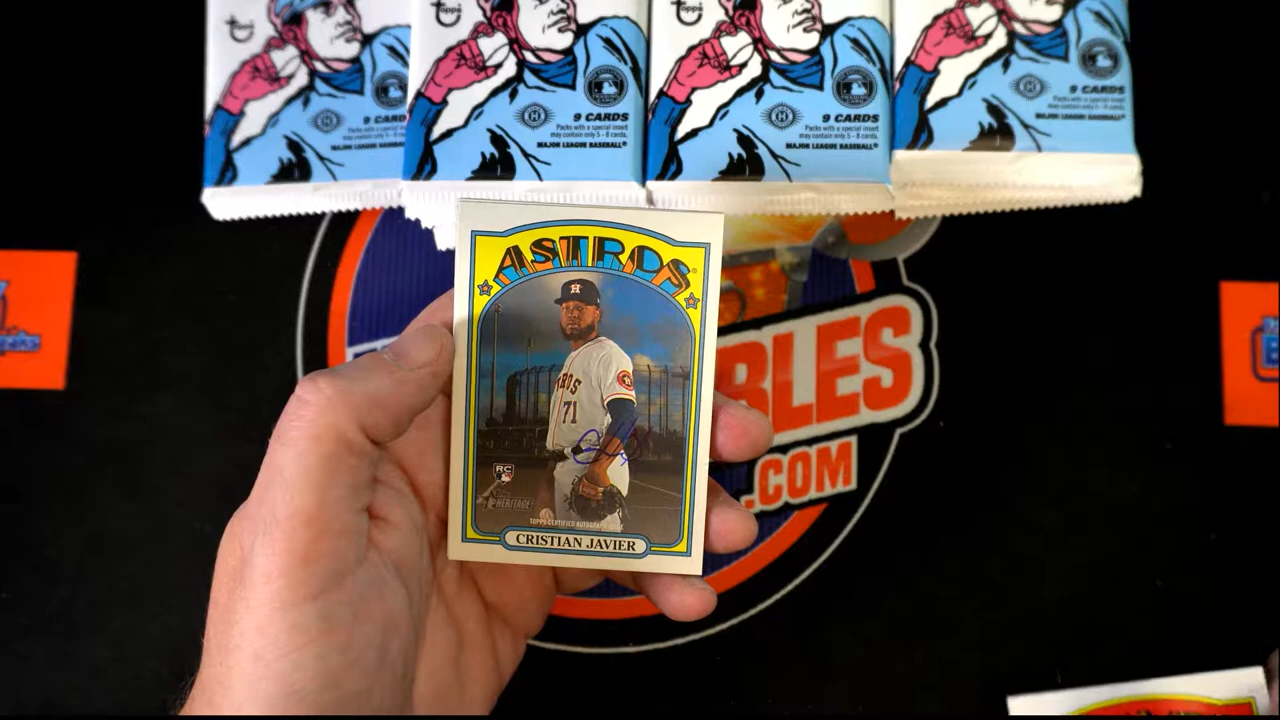 Topps
Topps
9 CARDS
Packs with a special insert
may contain only 5 - 8 cards.
MAJOR LEAGUE BASEBALL
9 CARDS
Packs with a special insert
may contain only 5 - 8 cards.
MAJOR LEAGUE BASEBALL®
9 CARDS
Packs with a special insert
may contain only 5 - 8 cards.
MAJOR LEAGUE BASEBALL®
9 CARDS
Packs with a special insert
may contain only 5 - 8 cards.
MAJOR LEAGUE BASEBALL®
ASTROS
71
RC
HERITAGE
TOPPS CERTIFIED AUTOGRAPH ISSUE
CRISTIAN JAVIER
BLES
.COM